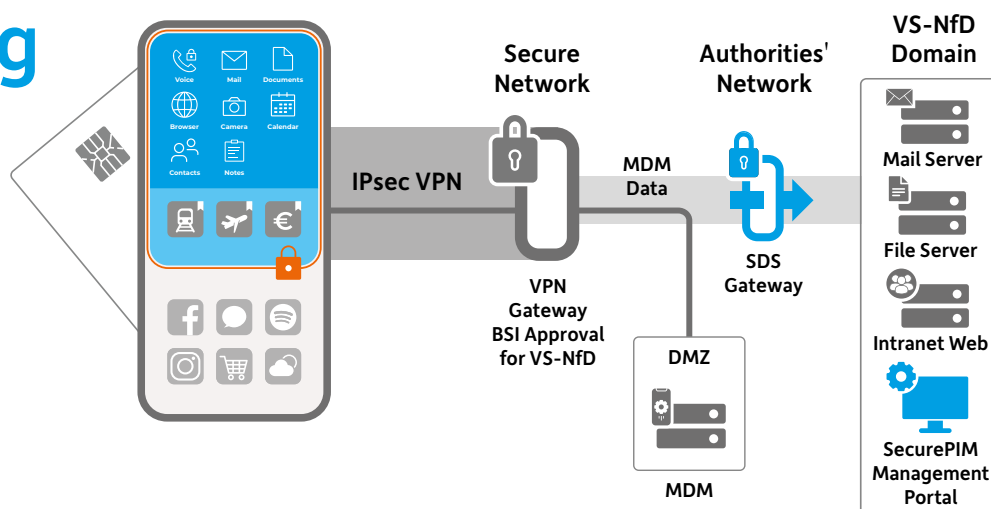 g
Voice
Mail
Documents
Browser
Camera
Calendar
Contacts
Notes
€
IPsec VPN
Secure
Network
VPN
Gateway
BSI Approval
for VS-NfD
MDM
Data
DMZ
MDM
Authorities'
Network
SDS
Gateway
VS-NfD
Domain
Mail Server
File Server
Intranet Web
SecurePIM
Management
Portal